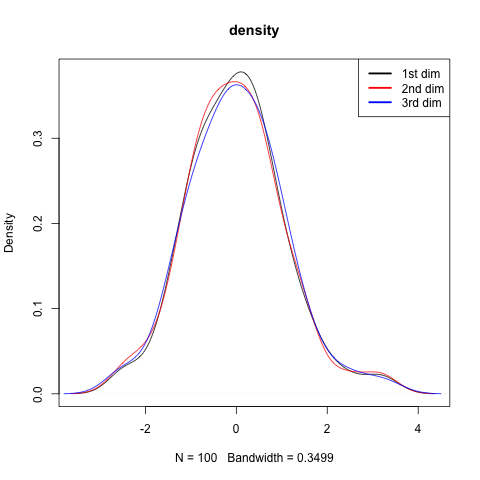 density
1st dim
2nd dim
3rd dim
Density
0.0
0.1
0.2
0.3
-2
0
2
4
N = 100   Bandwidth = 0.3499